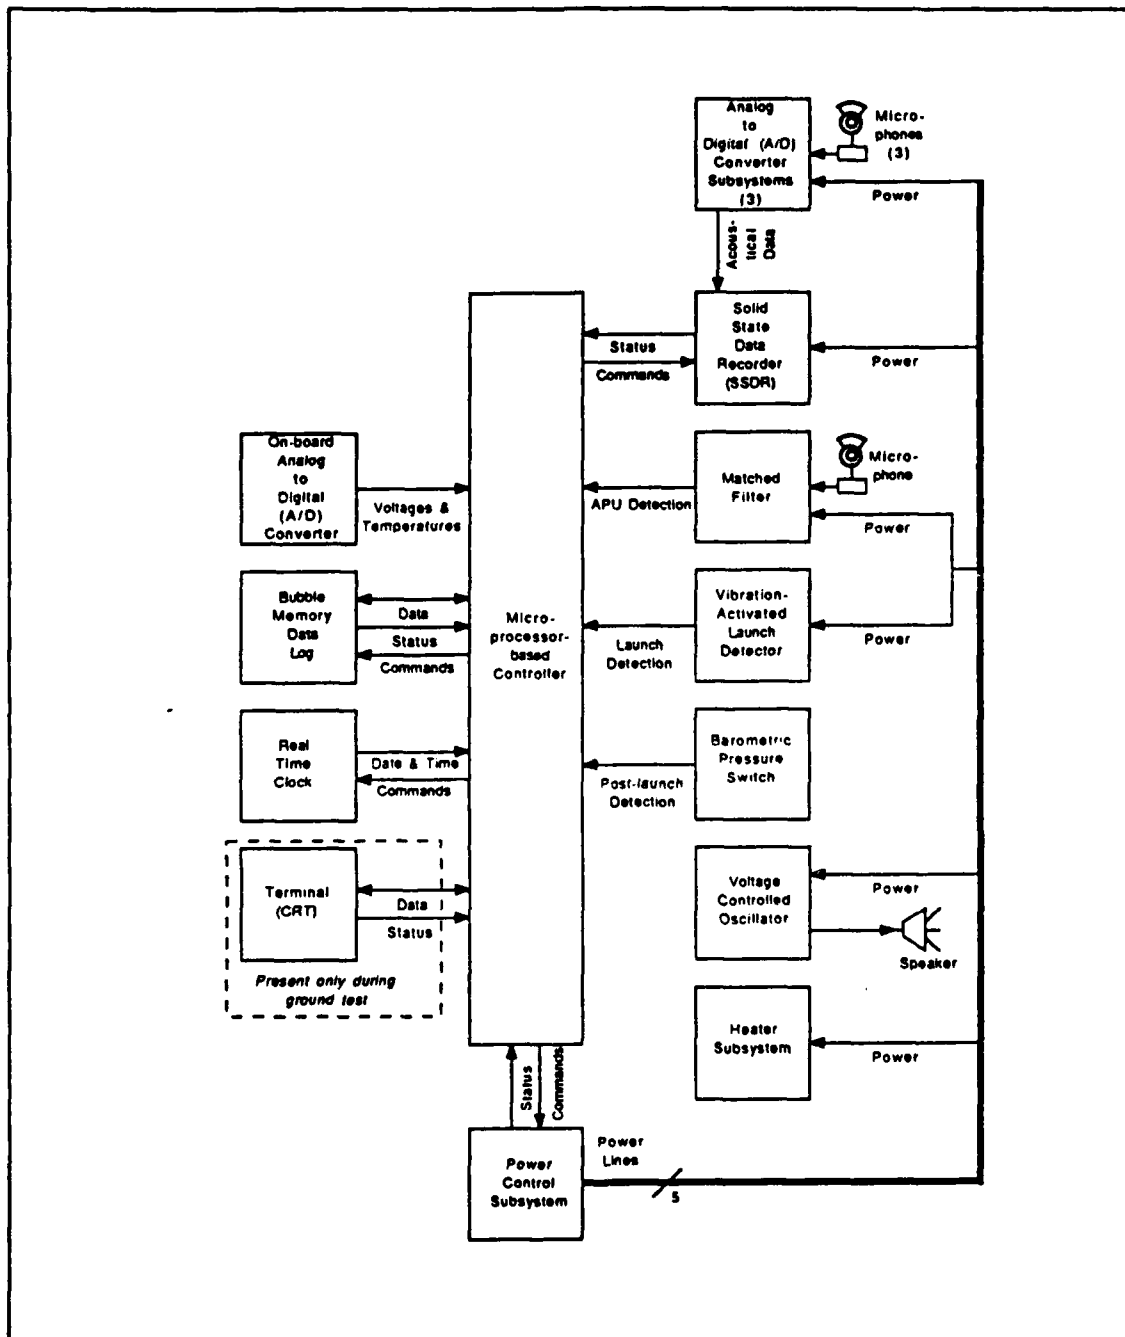 Analog
to
Digital (A/D)
Converter
Subsystems
(3)
Micro-
phones
(3)
Power
Acous-
tical
Data
Solid
State
Data
Recorder
(SSDR)
Status
Commands
Power
On-board
Analog
to
Digital
(A/D)
Converter
Voltages &
Temperatures
Matched
Filter
Micro-
phone
APU Detection
Power
Bubble
Memory
Data
Log
Data
Status
Commands
Micro-
processor-
based
Controller
Vibration-
Activated
Launch
Detector
Launch
Detection
Power
Real
Time
Clock
Date & Time
Commands
Barometric
Pressure
Switch
Post-launch
Detection
Terminal
(CRT)
Data
Status
Present only during
ground test
Voltage
Controlled
Oscillator
Power
Speaker
Heater
Subsystem
Power
Status
Commands
Power
Control
Subsystem
Power
Lines
5